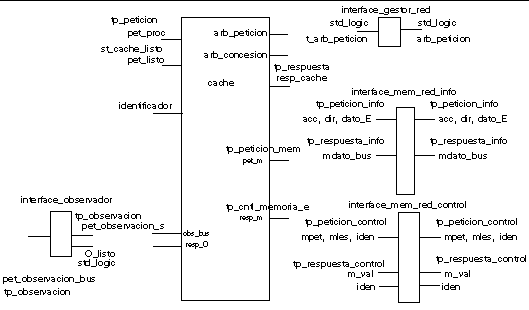 tp_peticion
pet_proc
st_cache_listo
pet_listo
identificador
interface_observador
tp_observacion
pet_observacion_s
O_listo
std_logic
pet_observacion_bus
tp_observacion
obs_bus
resp_O
cache
arb_peticion
arb_concesion
tp_respuesta
resp_cache
tp_peticion_mem
pet_m
tp_cntl_memoria_e
resp_m
interface_gestor_red
std_logic
std_logic
t_arb_peticion
arb_peticion
interface_mem_red_info
tp_peticion_info
tp_peticion_info
acc, dir, dato_E
acc, dir, dato_E
tp_respuesta_info
tp_respuesta_info
mdato_bus
mdato_bus
interface_mem_red_control
tp_peticion_control
tp_peticion_control
mpet, mles, iden
mpet, mles, iden
tp_respuesta_control
tp_respuesta_control
m_val
m_val
iden
iden